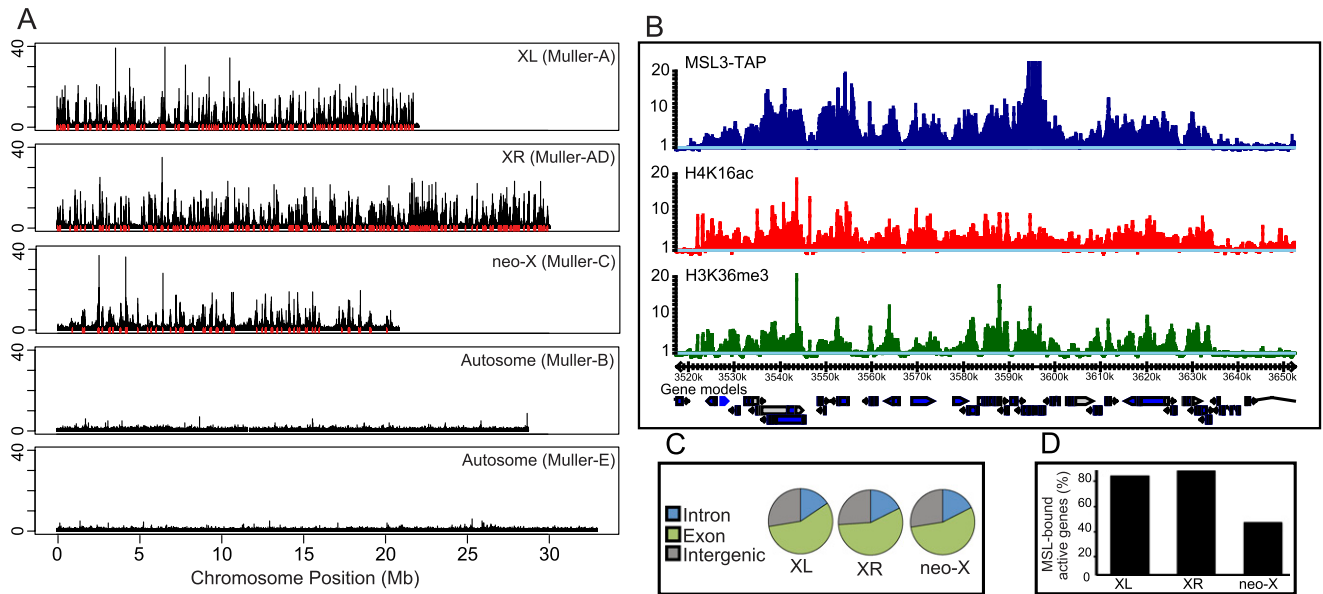 A
XL (Muller-A)
40
0
XR (Muller-AD)
40
0
neo-X (Muller-C)
40
0
Autosome (Muller-B)
40
0
Autosome (Muller-E)
40
0
0 5 10 15 20 25 30
Chromosome Position (Mb)
B
MSL3-TAP
20
10
1
H4K16ac
20
10
1
H3K36me3
20
10
1
3520k 3530k 3540k 3550k 3560k 3570k 3580k 3590k 3600k 3610k 3620k 3630k 3640k 3650k
Gene models
C
Intron
Exon
Intergenic
XL XR neo-X
D
MSL-bound
active genes (%)
80
60
40
20
0
XL XR neo-X